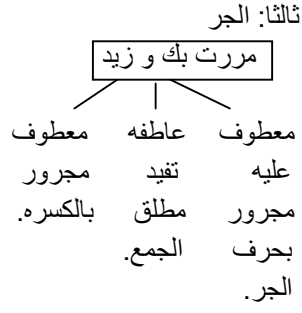 ثالثا: الجر
مررت بك و زيد
معطوف عاطفه معطوف
عليه تفيد مجرور
مجرور مطلق بالكسره.
بحرف الجمع.
الجر.